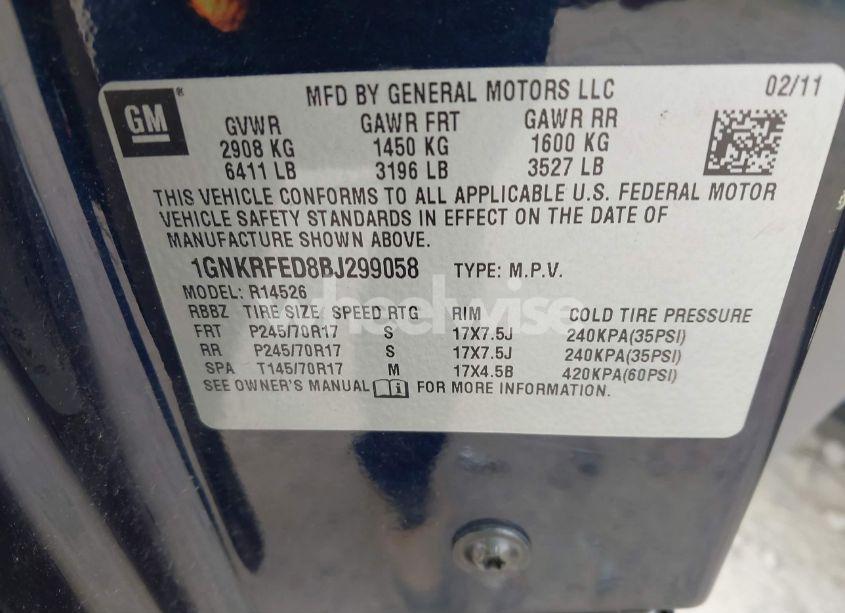 GM®
MFD BY GENERAL MOTORS LLC 02/11
GVWR GAWR FRT GAWR RR
2908 KG 1450 KG 1600 KG
6411 LB 3196 LB 3527 LB
THIS VEHICLE CONFORMS TO ALL APPLICABLE U.S. FEDERAL MOTOR
VEHICLE SAFETY STANDARDS IN EFFECT ON THE DATE OF
MANUFACTURE SHOWN ABOVE.
1GNKRFED8BJ299058 TYPE: M.P.V.
MODEL: R14526
wheelwise
RBBZ TIRE SIZE SPEED RTG RIM COLD TIRE PRESSURE
FRT P245/70R17 S 17X7.5J 240KPA(35PSI)
RR P245/70R17 S 17X7.5J 240KPA(35PSI)
SPA T145/70R17 M 17X4.5B 420KPA(60PSI)
SEE OWNER'S MANUAL i FOR MORE INFORMATION.